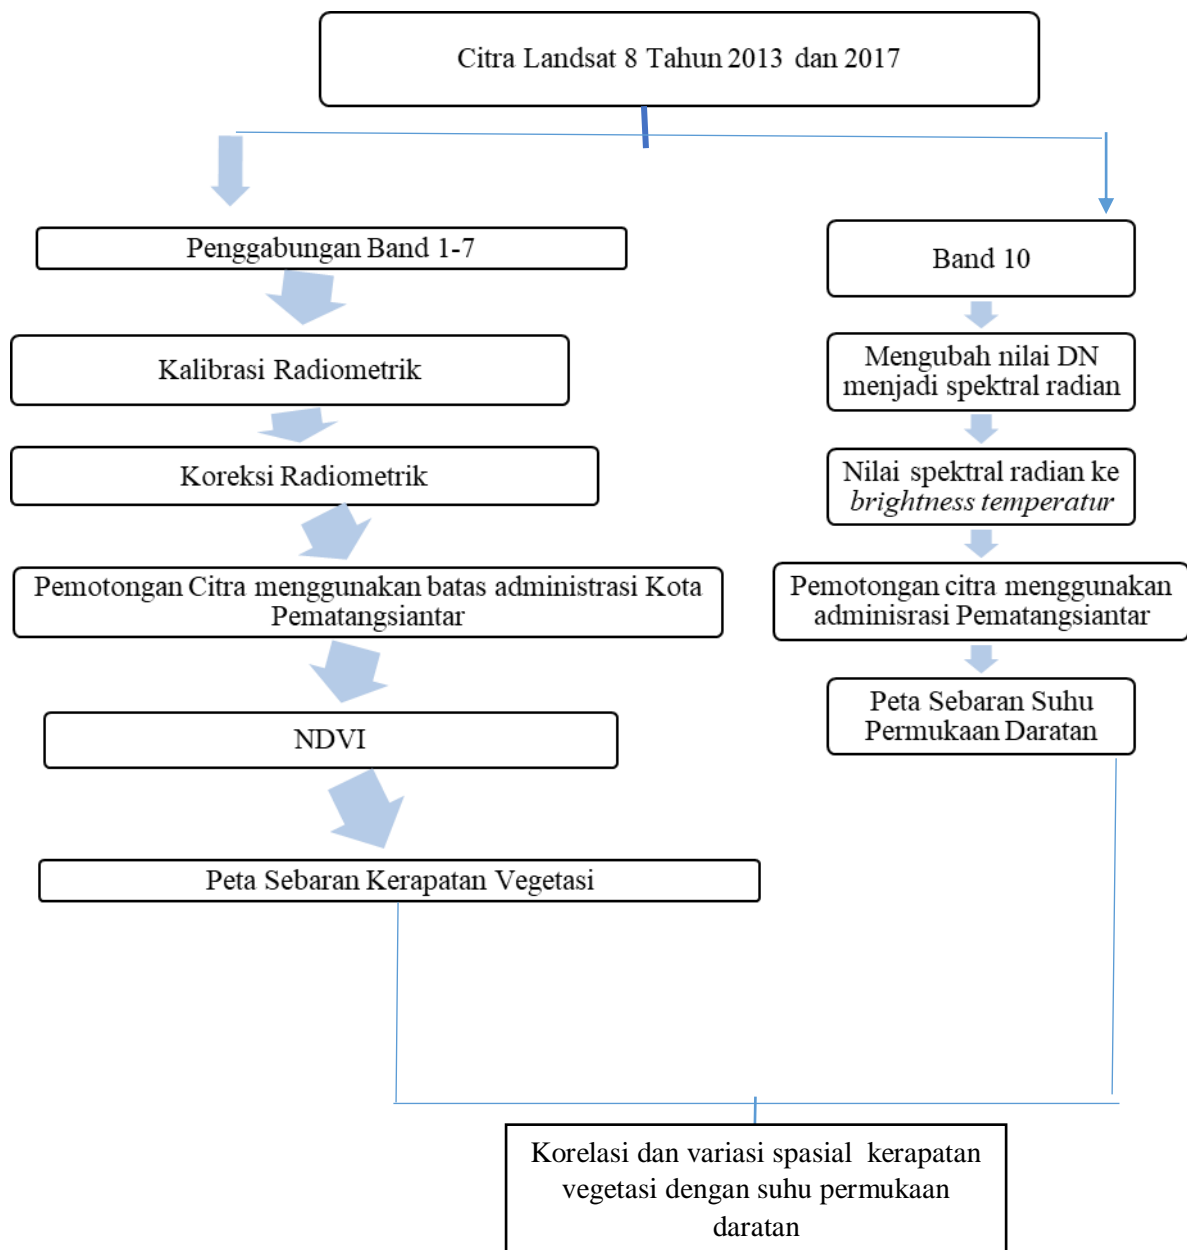 Citra Landsat 8 Tahun 2013 dan 2017
Penggabungan Band 1-7
Kalibrasi Radiometrik
Koreksi Radiometrik
Pemotongan Citra menggunakan batas administrasi Kota
Pematangsiantar
NDVI
Peta Sebaran Kerapatan Vegetasi
Band 10
Mengubah nilai DN
menjadi spektral radian
Nilai spektral radian ke
brightness temperatur
Pemotongan citra menggunakan
adminisrasi Pematangsiantar
Peta Sebaran Suhu
Permukaan Daratan
Korelasi dan variasi spasial kerapatan
vegetasi dengan suhu permukaan
daratan